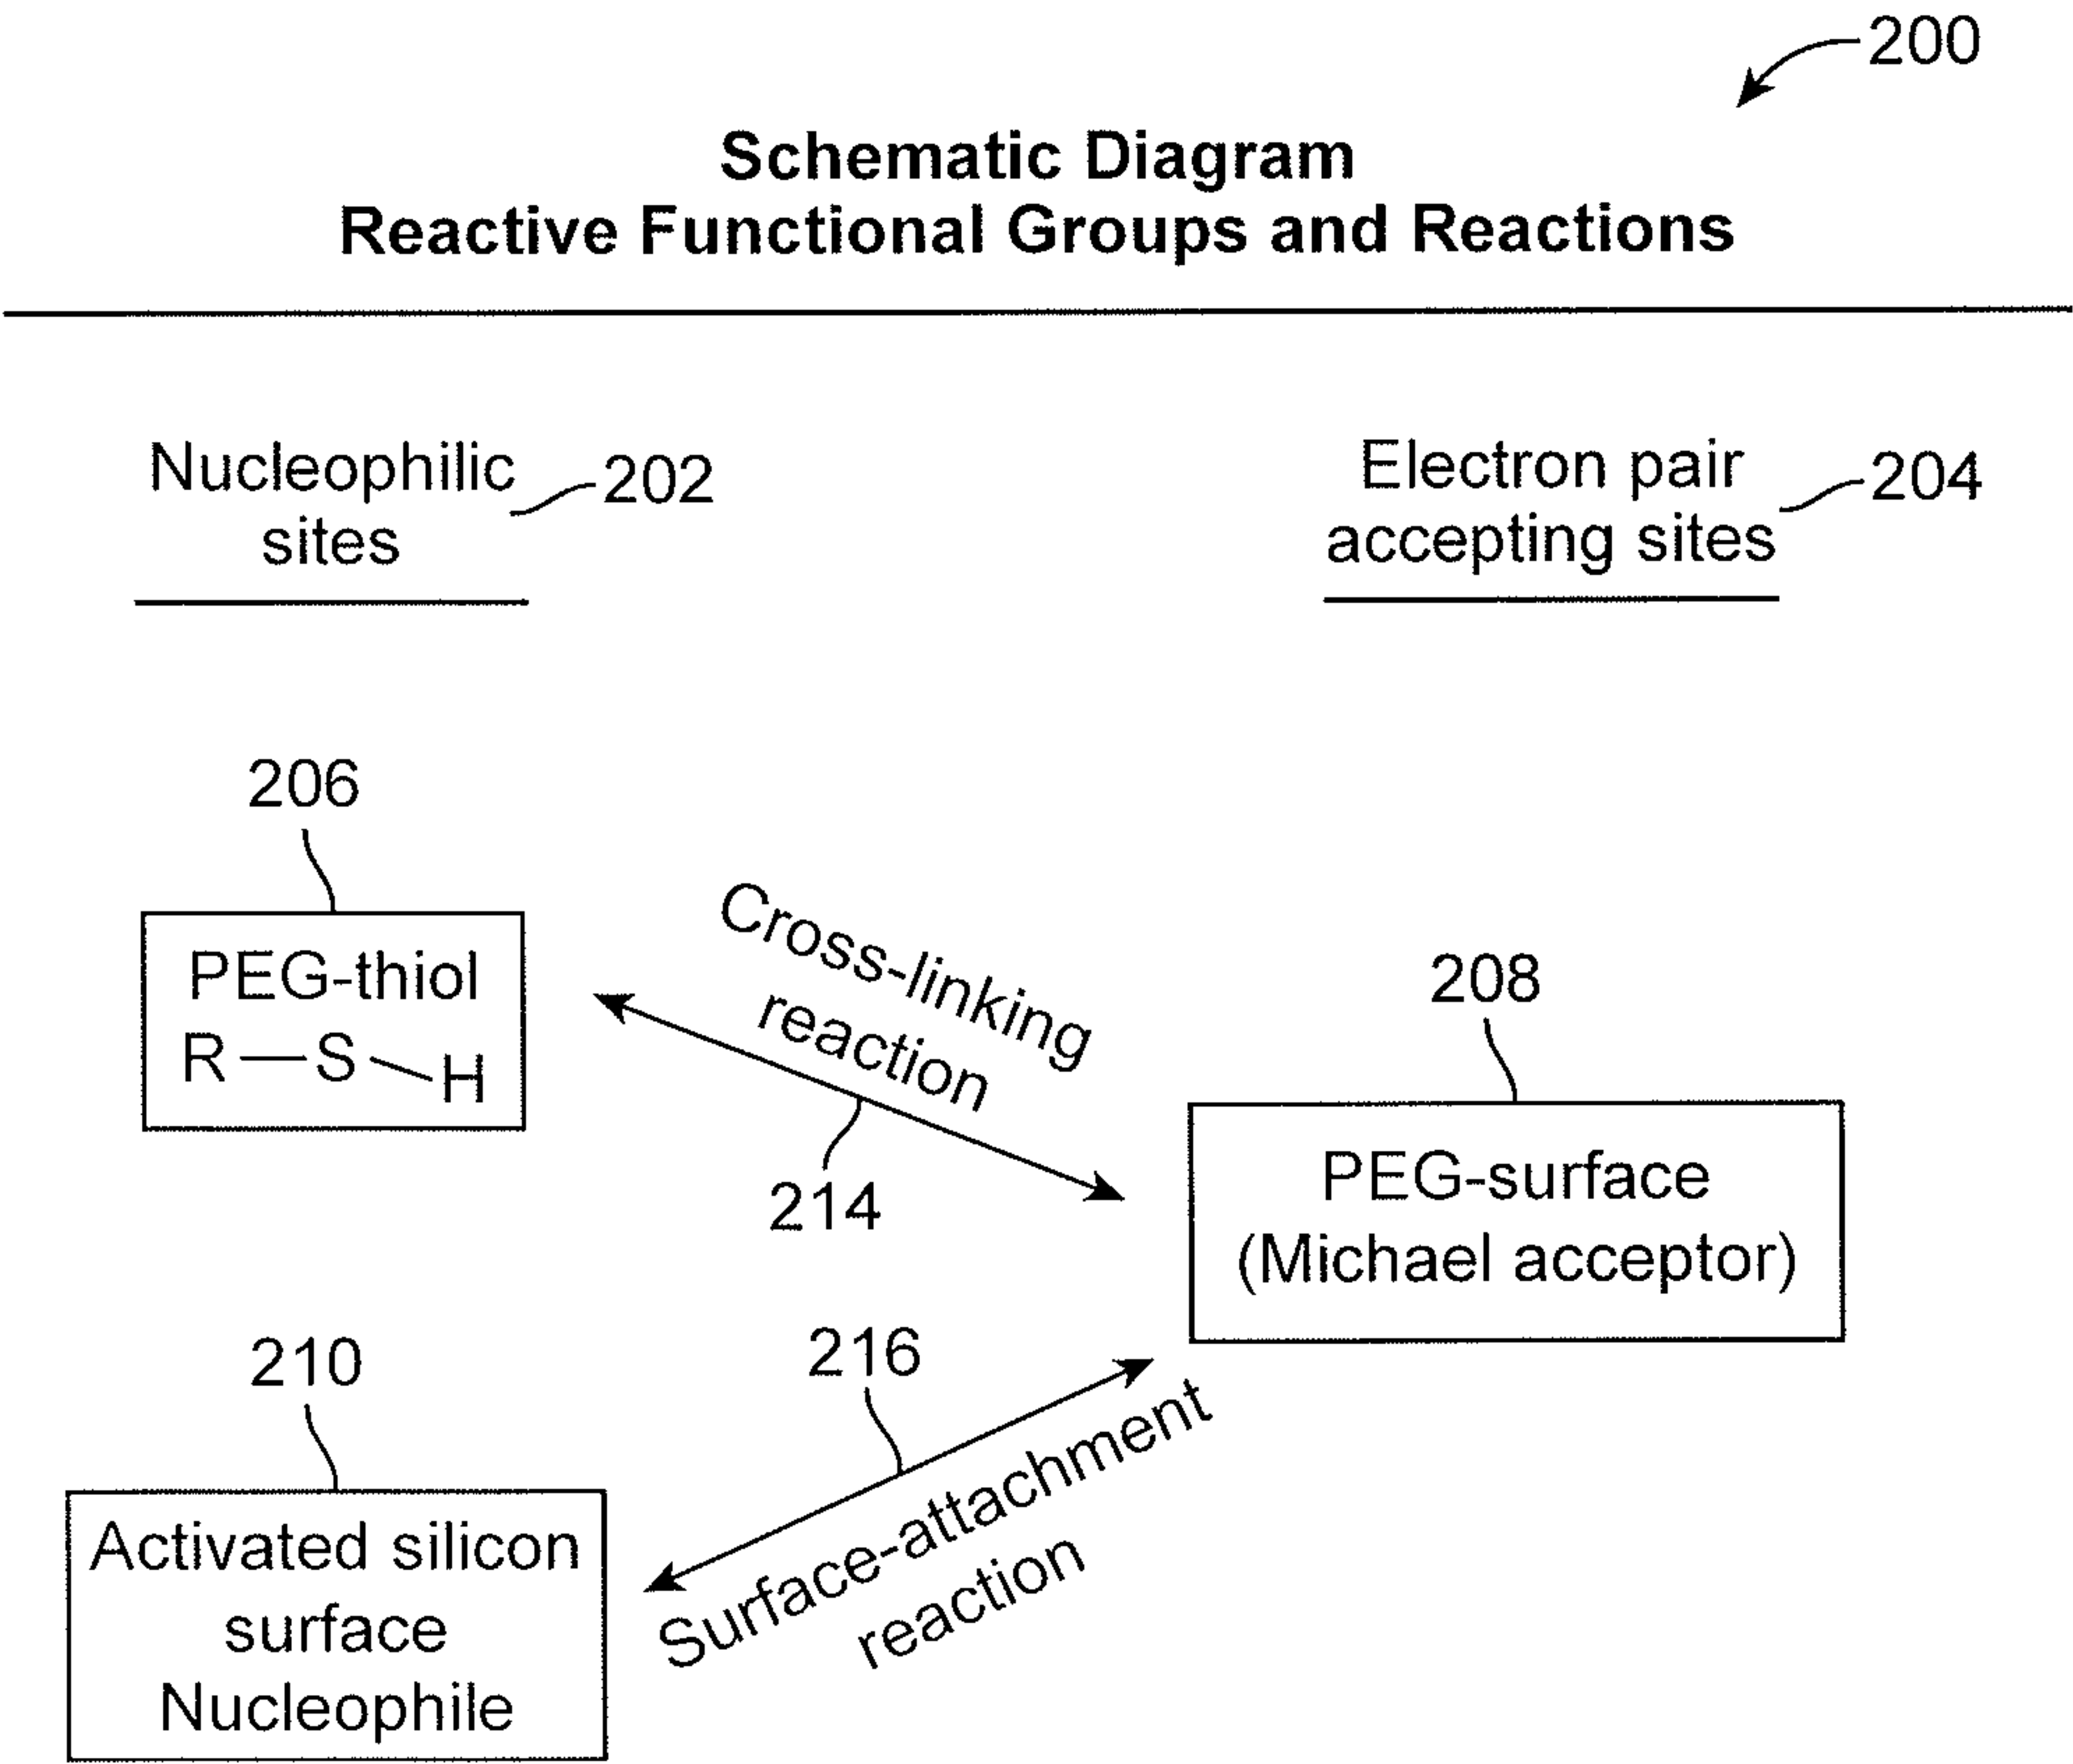 200
Schematic Diagram
Reactive Functional Groups and Reactions
Nucleophilic
sites
202
Electron pair
accepting sites
204
206
PEG-thiol
R—S—H
Cross-linking
reaction
214
208
PEG-surface
(Michael acceptor)
210
Activated silicon
surface
Nucleophile
216
Surface-attachment
reaction